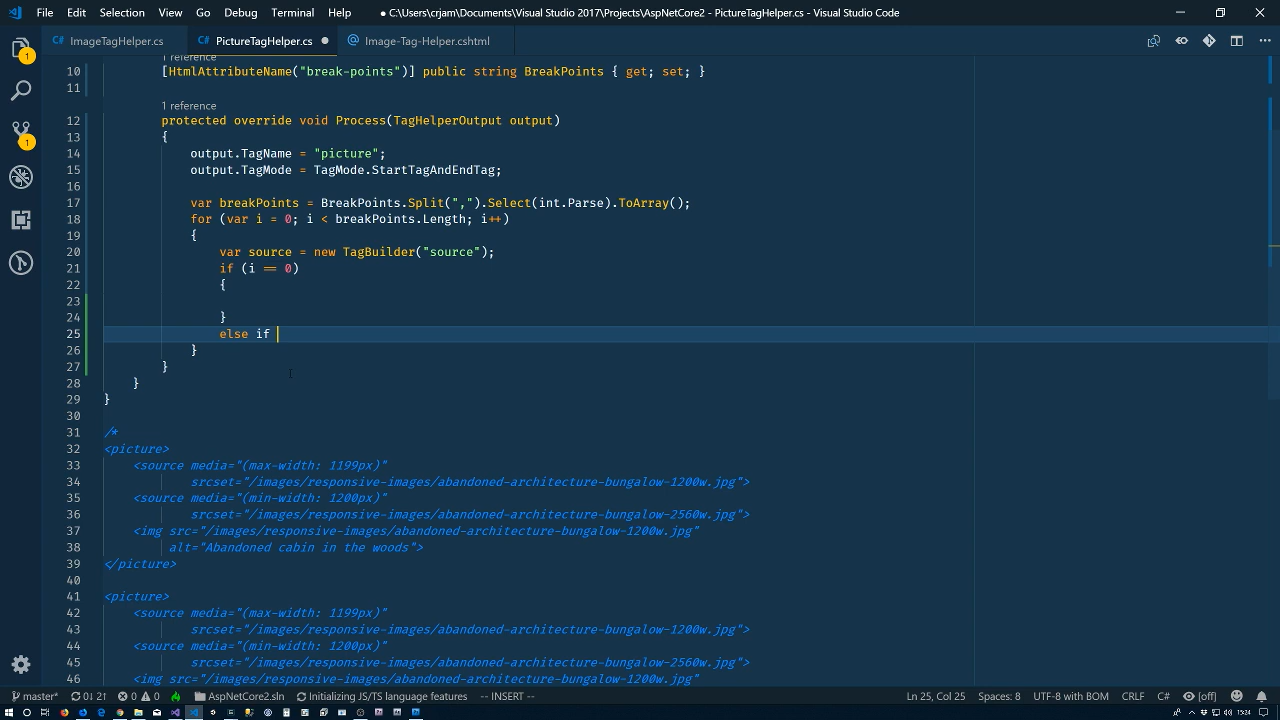 File Edit Selection View Go Debug Terminal Help
● C:\Users\crjam\Documents\Visual Studio 2017\Projects\AspNetCore2 - PictureTagHelper.cs - Visual Studio Code
C# ImageTagHelper.cs
C# PictureTagHelper.cs ●
@ Image-Tag-Helper.cshtml
1 reference
10 [HtmlAttributeName("break-points")] public string BreakPoints { get; set; }
11
1 reference
12 protected override void Process(TagHelperOutput output)
13 {
14 output.TagName = "picture";
15 output.TagMode = TagMode.StartTagAndEndTag;
16
17 var breakPoints = BreakPoints.Split(",").Select(int.Parse).ToArray();
18 for (var i = 0; i < breakPoints.Length; i++)
19 {
20 var source = new TagBuilder("source");
21 if (i == 0)
22 {
23
24 }
25 else if
26 }
27 }
28 }
29 }
30
31 /*
32 <picture>
33 <source media="(max-width: 1199px)"
34 srcset="/images/responsive-images/abandoned-architecture-bungalow-1200w.jpg">
35 <source media="(min-width: 1200px)"
36 srcset="/images/responsive-images/abandoned-architecture-bungalow-2560w.jpg">
37 <img src="/images/responsive-images/abandoned-architecture-bungalow-1200w.jpg"
38 alt="Abandoned cabin in the woods">
39 </picture>
40
41 <picture>
42 <source media="(max-width: 1199px)"
43 srcset="/images/responsive-images/abandoned-architecture-bungalow-1200w.jpg">
44 <source media="(min-width: 1200px)"
45 srcset="/images/responsive-images/abandoned-architecture-bungalow-2560w.jpg">
46 <img src="/images/responsive-images/abandoned-architecture-bungalow-1200w.jpg"
1
1
master* 0↓ 2↑ 0 0 AspNetCore2.sln Initializing JS/TS language features -- INSERT -- Ln 25, Col 25 Spaces: 8 UTF-8 with BOM CRLF C# [off]
15:24